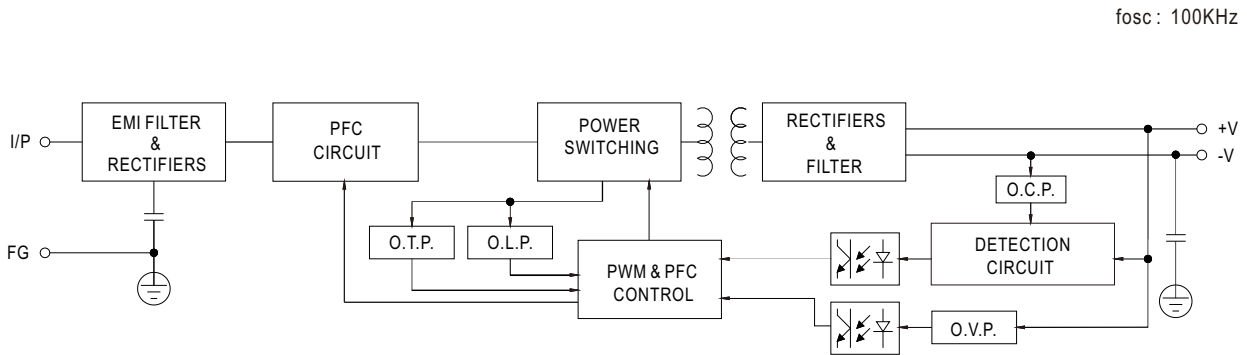 fosc : 100KHz
I/P
EMI FILTER
&
RECTIFIERS
PFC
CIRCUIT
POWER
SWITCHING
RECTIFIERS
&
FILTER
+V
-V
O.C.P.
FG
O.T.P.
O.L.P.
PWM & PFC
CONTROL
DETECTION
CIRCUIT
O.V.P.